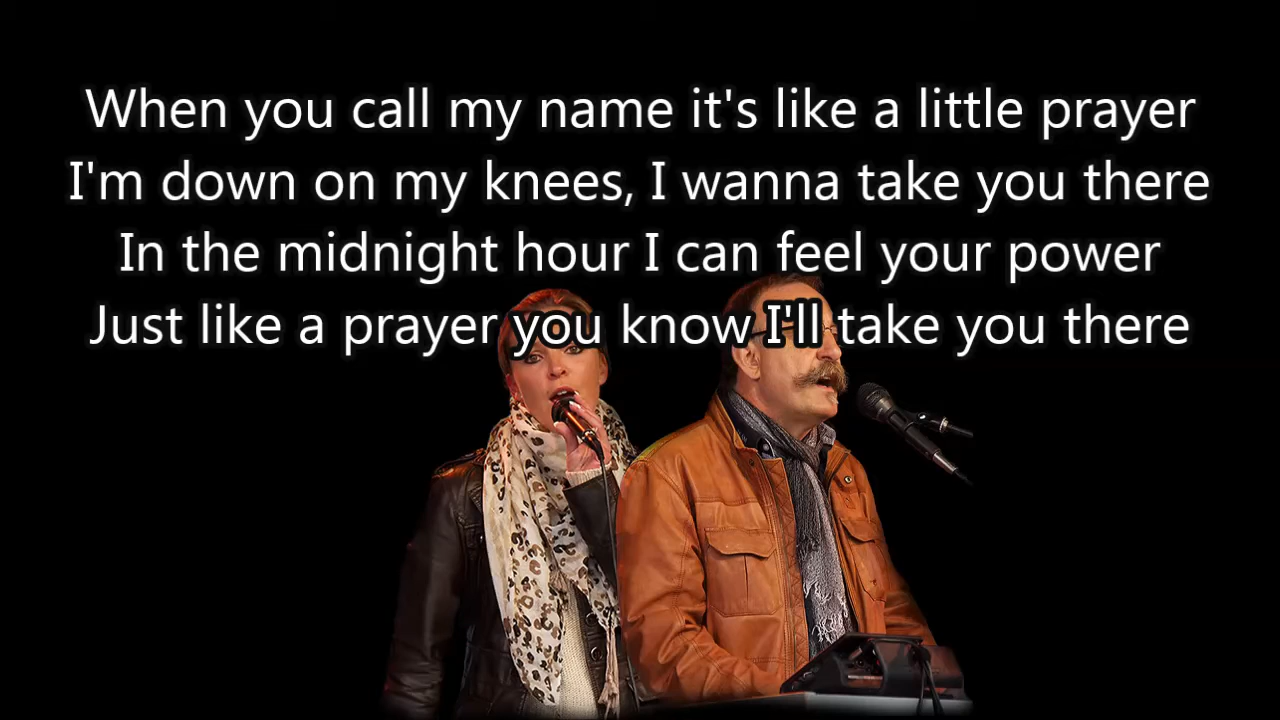 When you call my name it's like a little prayer
I'm down on my knees, I wanna take you there
In the midnight hour I can feel your power
Just like a prayer you know I'll take you there